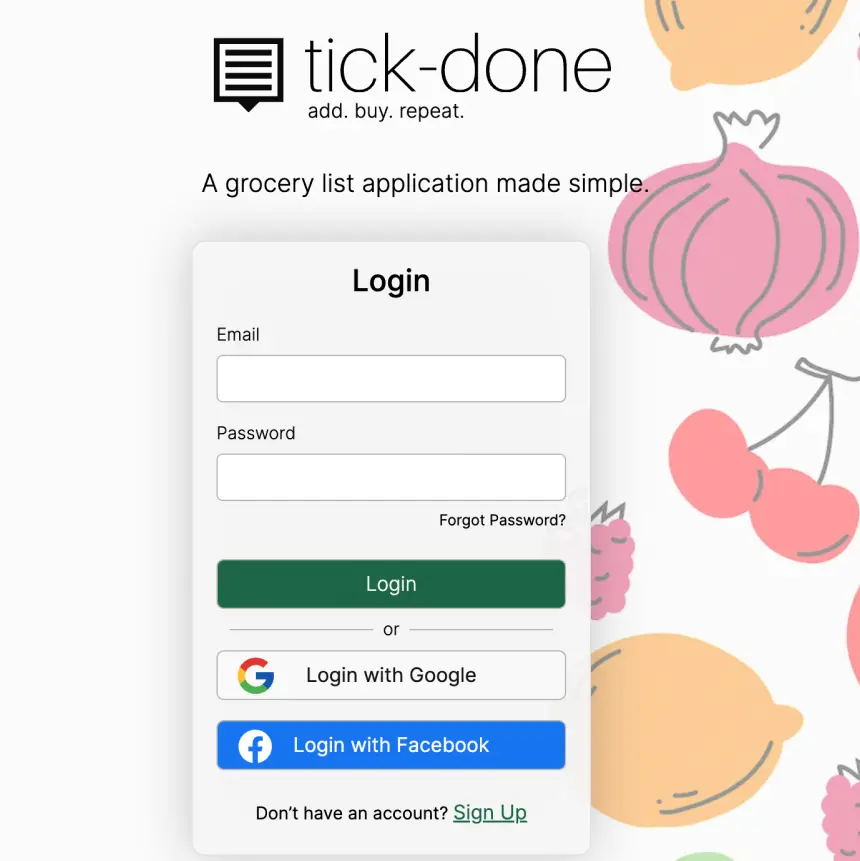 tick-done
add. buy. repeat.
A grocery list application made simple.
Login
Email
Password
Forgot Password?
Login
or
Login with Google
Login with Facebook
Don’t have an account? Sign Up